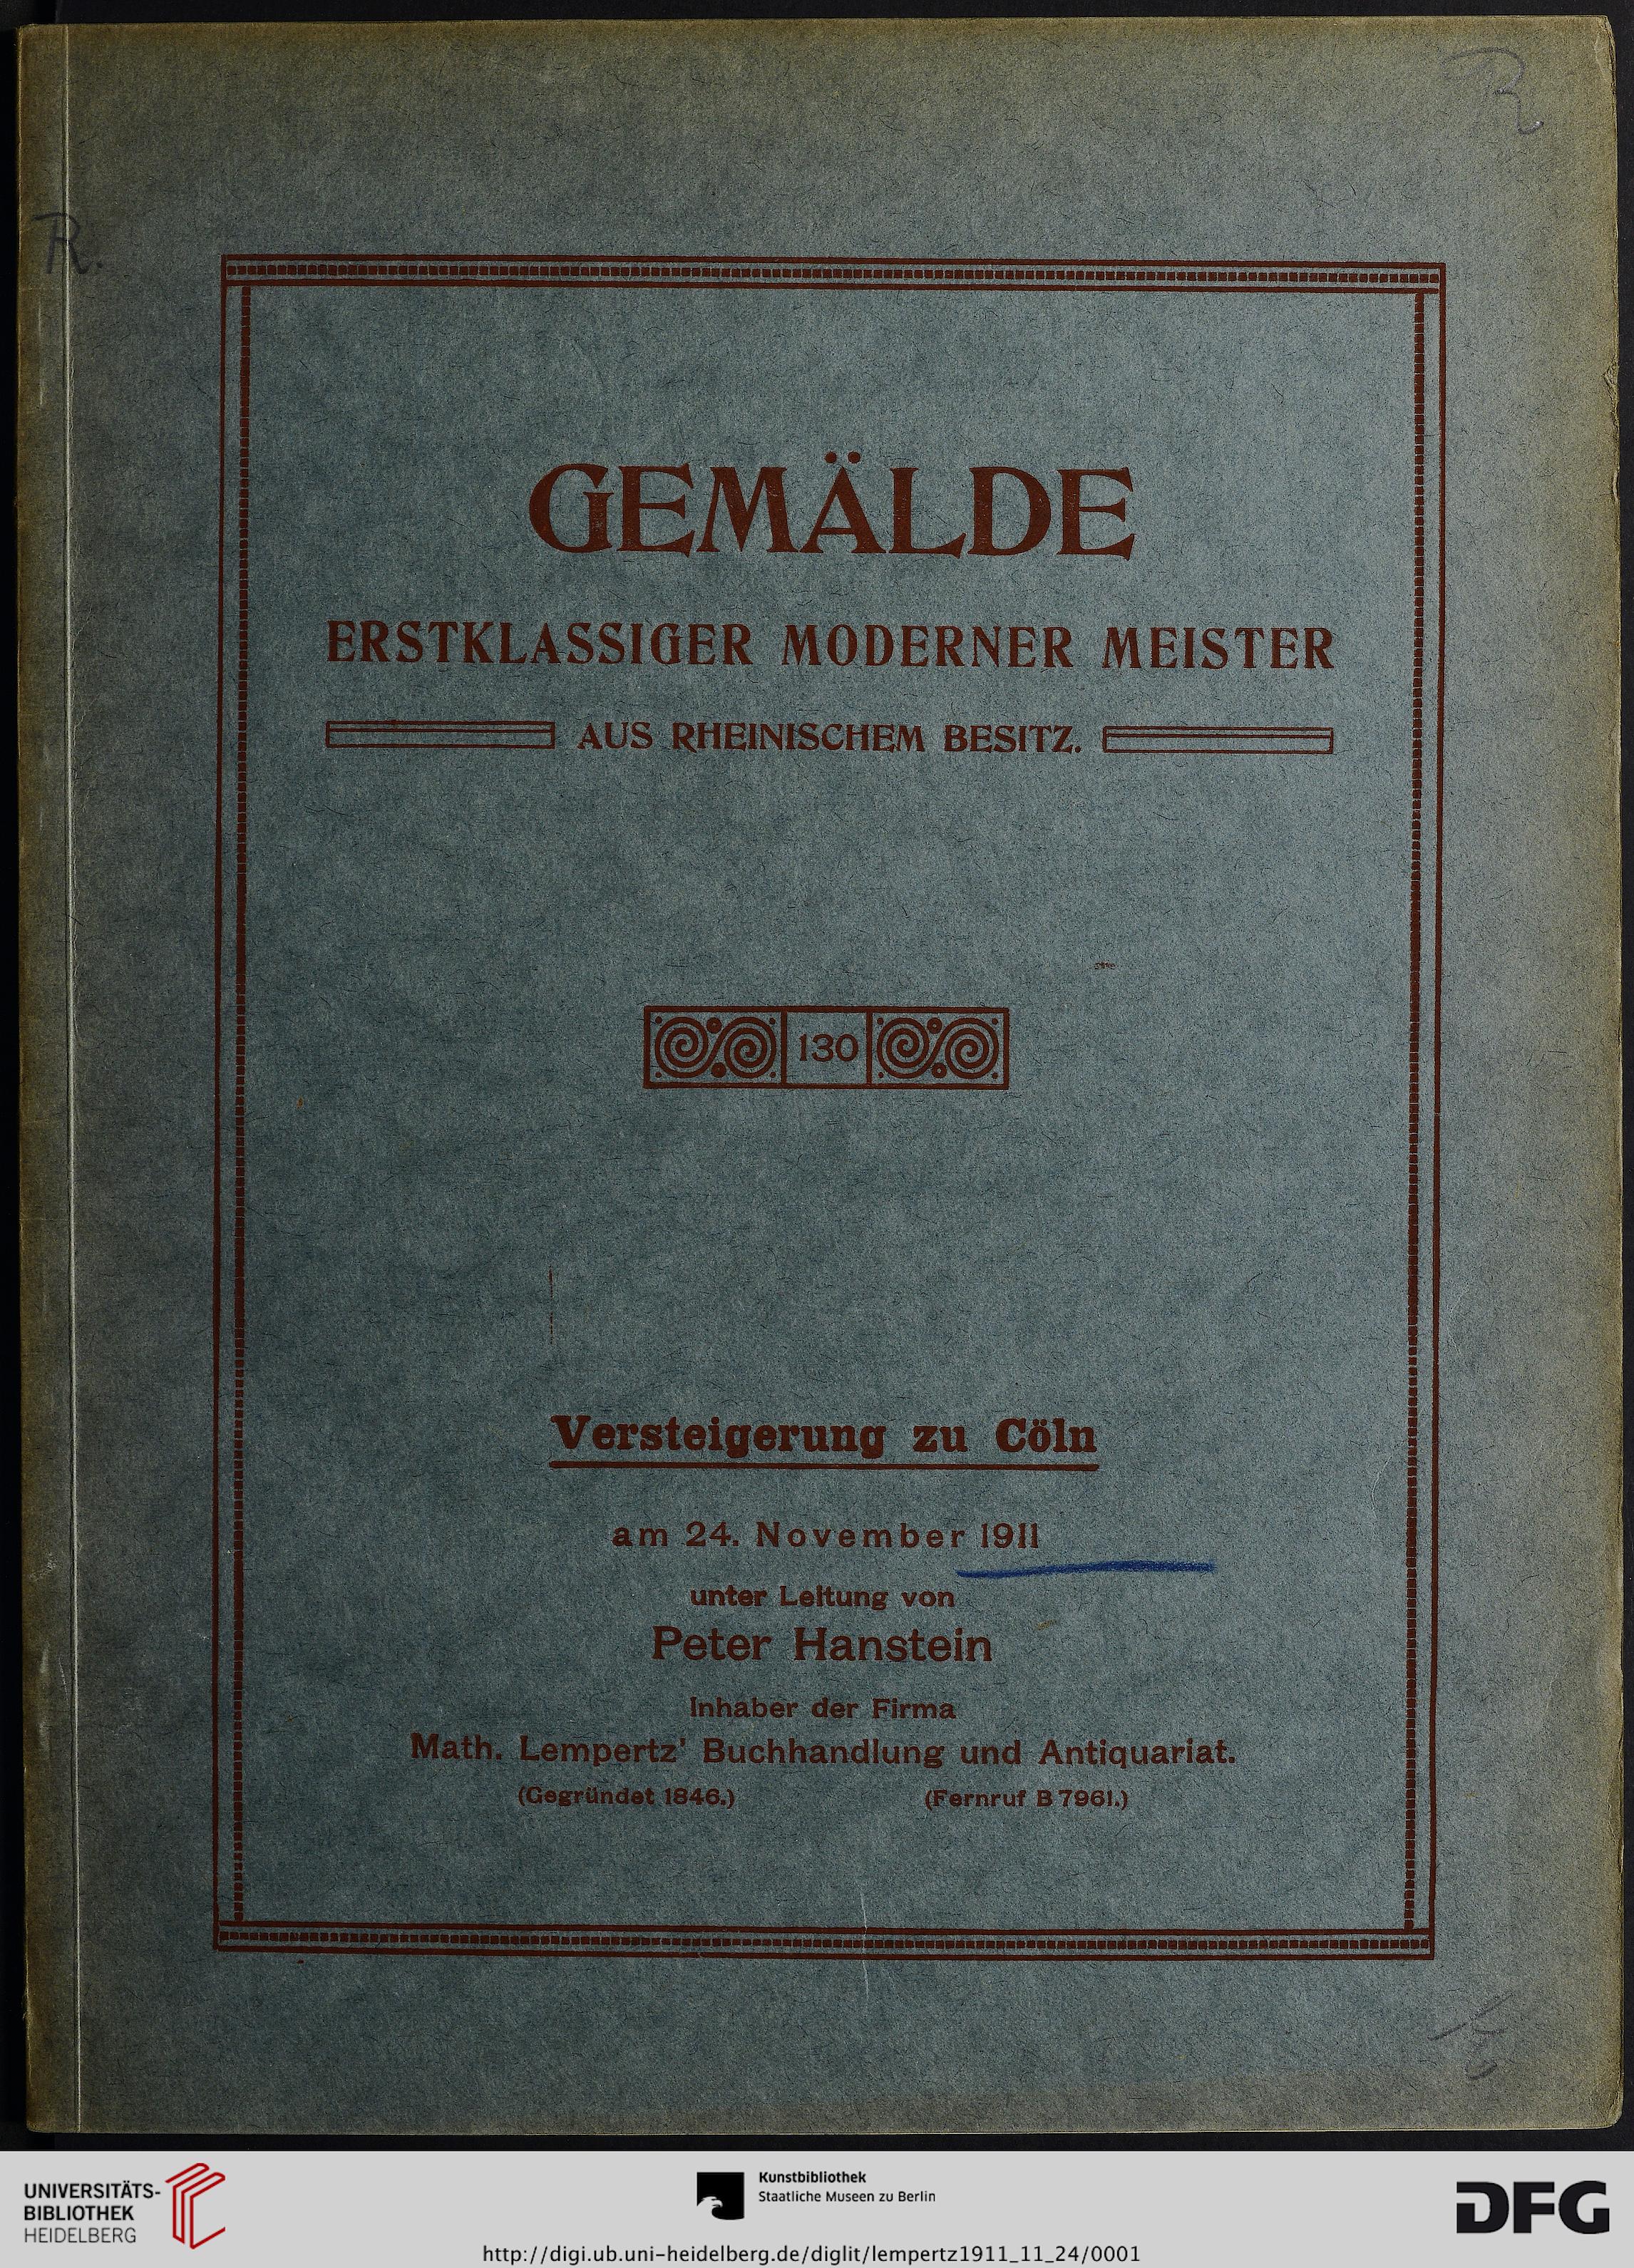 R
R.
GEMÄLDE
ERSTKLASSIGER MODERNER MEISTER
AUS RHEINISCHEM BESITZ.
130
Versteigerung zu Cöln
am 24. November 1911
unter Leitung von
Peter Hanstein
Inhaber der Firma
Math. Lempertz' Buchhandlung und Antiquariat.
(Gegründet 1846.) (Fernruf B 7961.)
UNIVERSITÄTS-
BIBLIOTHEK
HEIDELBERG
Kunstbibliothek
Staatliche Museen zu Berlin
DFG
http://digi.ub.uni-heidelberg.de/diglit/lempertz1911_11_24/0001